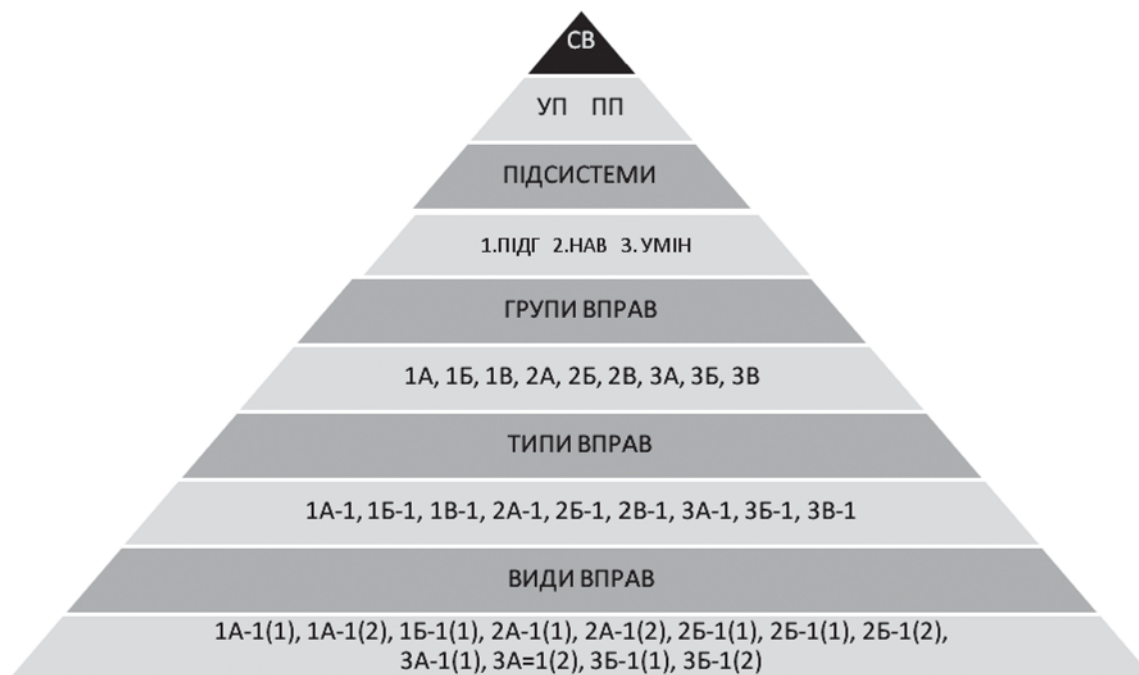 СВ
УП ПП
ПІДСИСТЕМИ
1.ПІДГ 2.НАВ 3. УМІН
ГРУПИ ВПРАВ
1А, 1Б, 1В, 2А, 2Б, 2В, 3А, 3Б, 3В
ТИПИ ВПРАВ
1А-1, 1Б-1, 1В-1, 2А-1, 2Б-1, 2В-1, 3А-1, 3Б-1, 3В-1
ВИДИ ВПРАВ
1А-1(1), 1А-1(2), 1Б-1(1), 2А-1(1), 2А-1(2), 2Б-1(1), 2Б-1(1), 2Б-1(2),
3А-1(1), 3А=1(2), 3Б-1(1), 3Б-1(2)